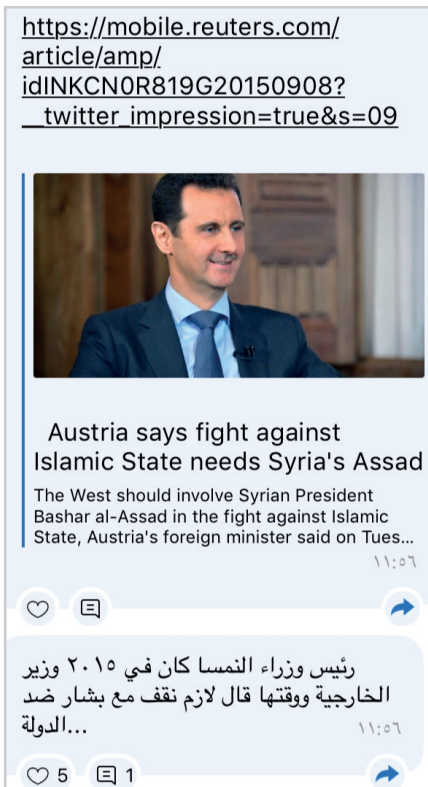 https://mobile.reuters.com/
article/amp/
idINKCN0R819G20150908?
__twitter_impression=true&s=09
Austria says fight against
Islamic State needs Syria's Assad
The West should involve Syrian President
Bashar al-Assad in the fight against Islamic
State, Austria's foreign minister said on Tues...
١١:٥٦
رئيس وزراء النمسا كان في ٢٠١٥ وزير
الخارجية ووقتها قال لازم نقف مع بشار ضد
الدولة...
١١:٥٦
5 1